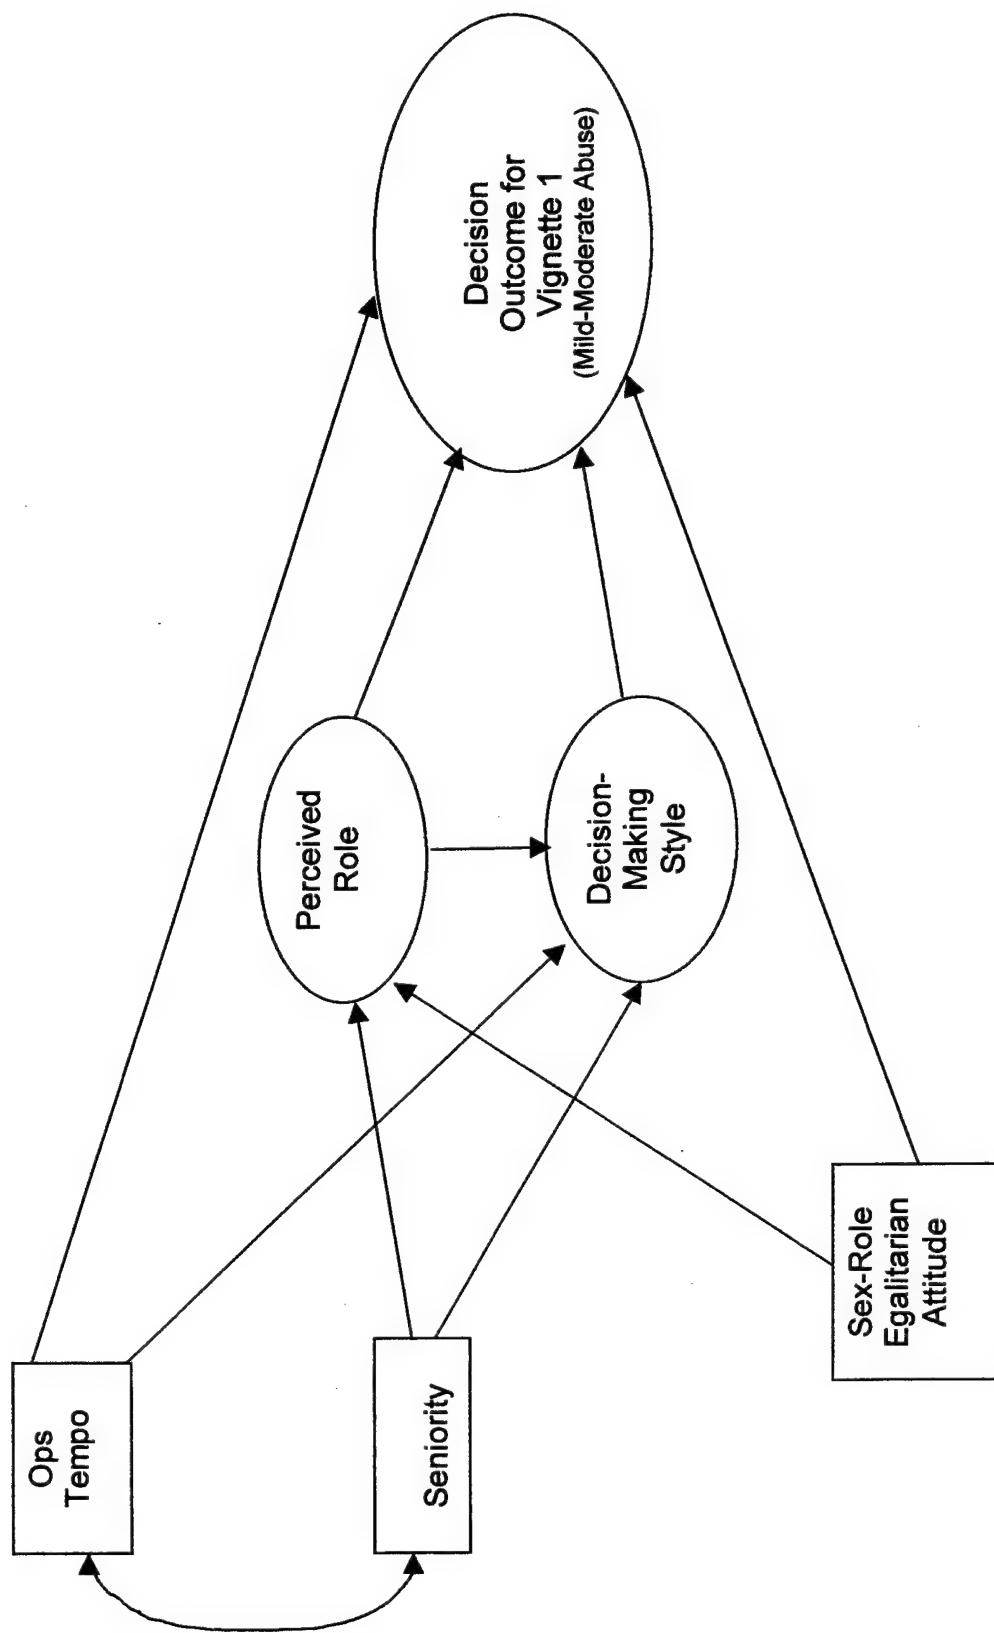 Ops
Tempo
Seniority
Sex-Role
Egalitarian
Attitude
Perceived
Role
Decision-
Making
Style
Decision
Outcome for
Vignette 1
(Mild-Moderate Abuse)